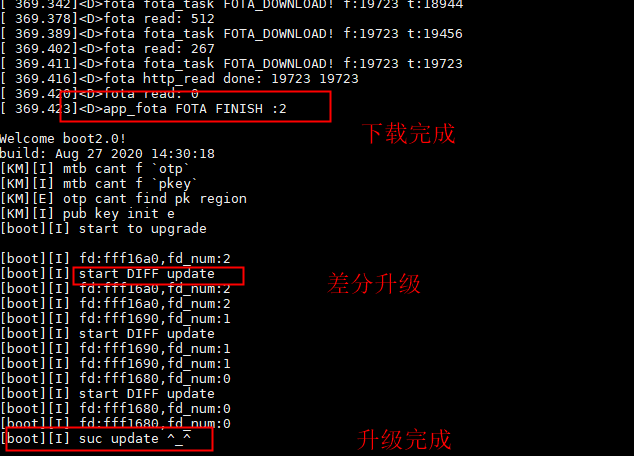 [ 369.342]<D>fota fota_task FOTA_DOWNLOAD! f:19723 t:18944
[ 369.378]<D>fota read: 512
[ 369.389]<D>fota fota_task FOTA_DOWNLOAD! f:19723 t:19456
[ 369.402]<D>fota read: 267
[ 369.411]<D>fota fota_task FOTA_DOWNLOAD! f:19723 t:19723
[ 369.416]<D>fota http_read done: 19723 19723
[ 369.420]<D>fota read: 0
[ 369.423]<D>app_fota FOTA FINISH :2
下载完成
Welcome boot2.0!
build: Aug 27 2020 14:30:18
[KM][I] mtb cant f `otp`
[KM][I] mtb cant f `pkey`
[KM][E] otp cant find pk region
[KM][I] pub key init e
[boot][I] start to upgrade
[boot][I] fd:fff16a0,fd_num:2
[boot][I] start DIFF update
差分升级
[boot][I] fd:fff16a0,fd_num:2
[boot][I] fd:fff16a0,fd_num:2
[boot][I] fd:fff1690,fd_num:1
[boot][I] start DIFF update
[boot][I] fd:fff1690,fd_num:1
[boot][I] fd:fff1690,fd_num:1
[boot][I] fd:fff1680,fd_num:0
[boot][I] start DIFF update
[boot][I] fd:fff1680,fd_num:0
[boot][I] fd:fff1680,fd_num:0
[boot][I] suc update ^_^
升级完成